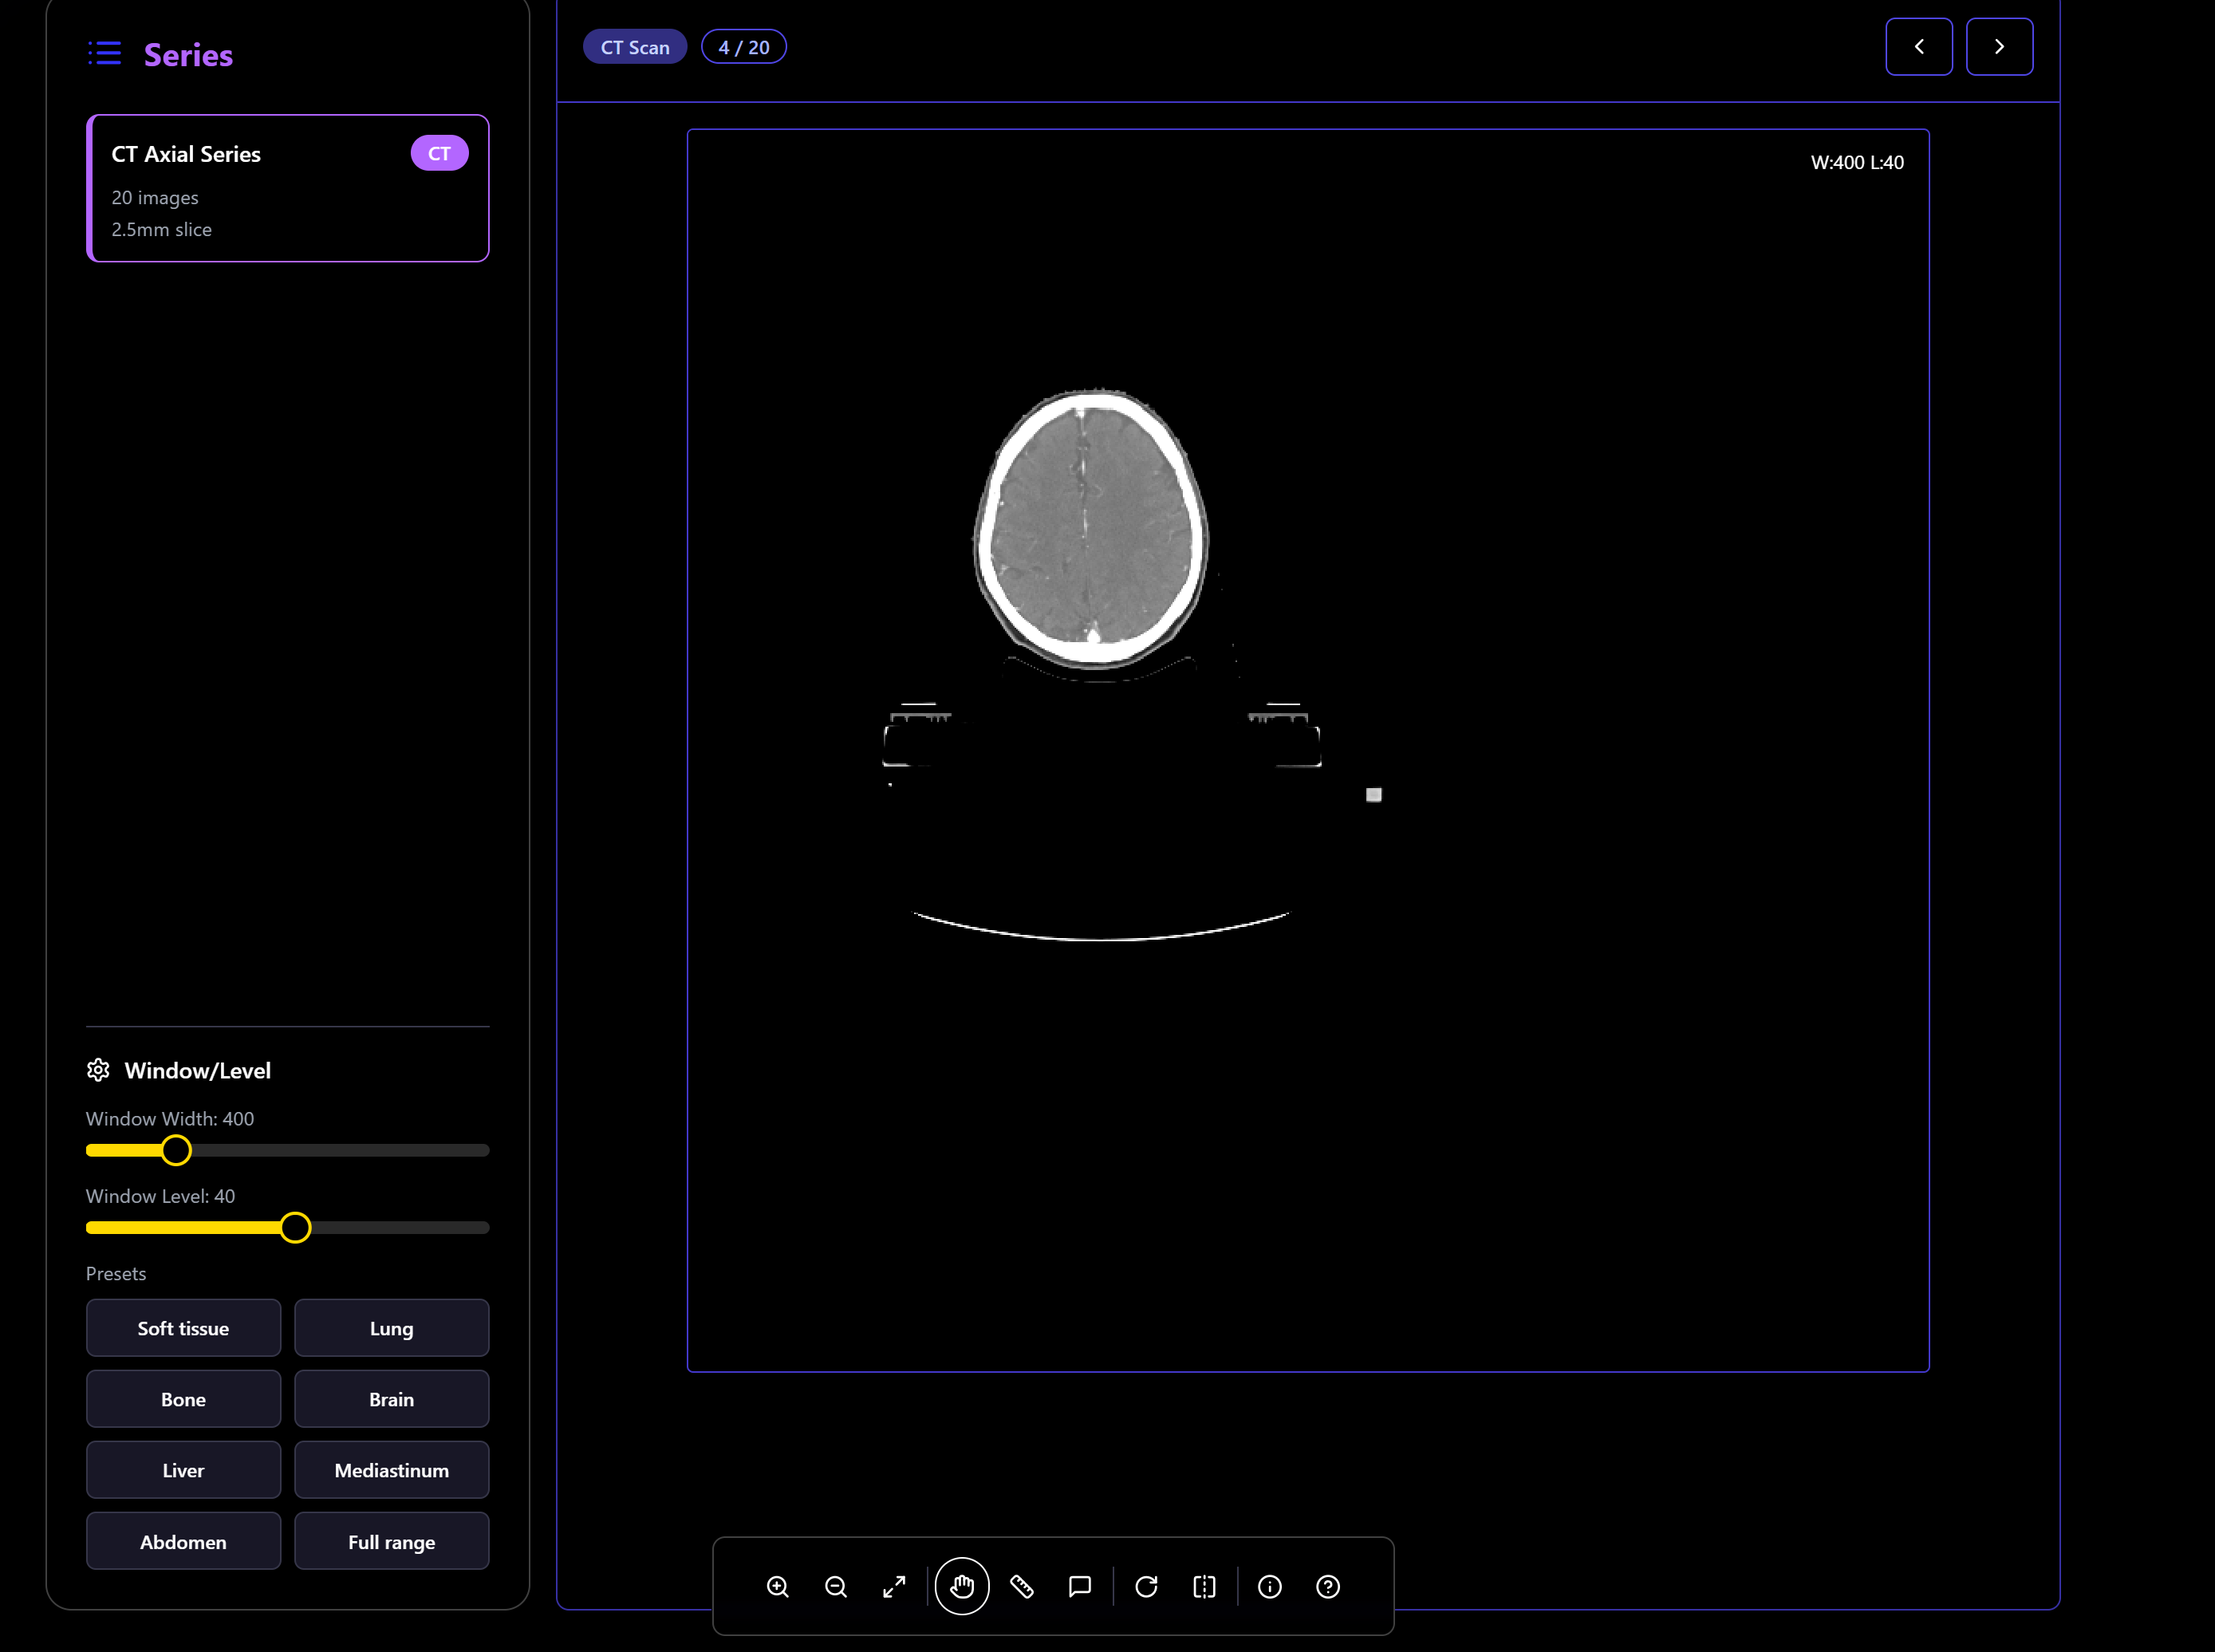 Series
CT Axial Series
CT
20 images
2.5mm slice
Window/Level
Window Width: 400
Window Level: 40
Presets
Soft tissue
Lung
Bone
Brain
Liver
Mediastinum
Abdomen
Full range
CT Scan
4 / 20
W:400 L:40